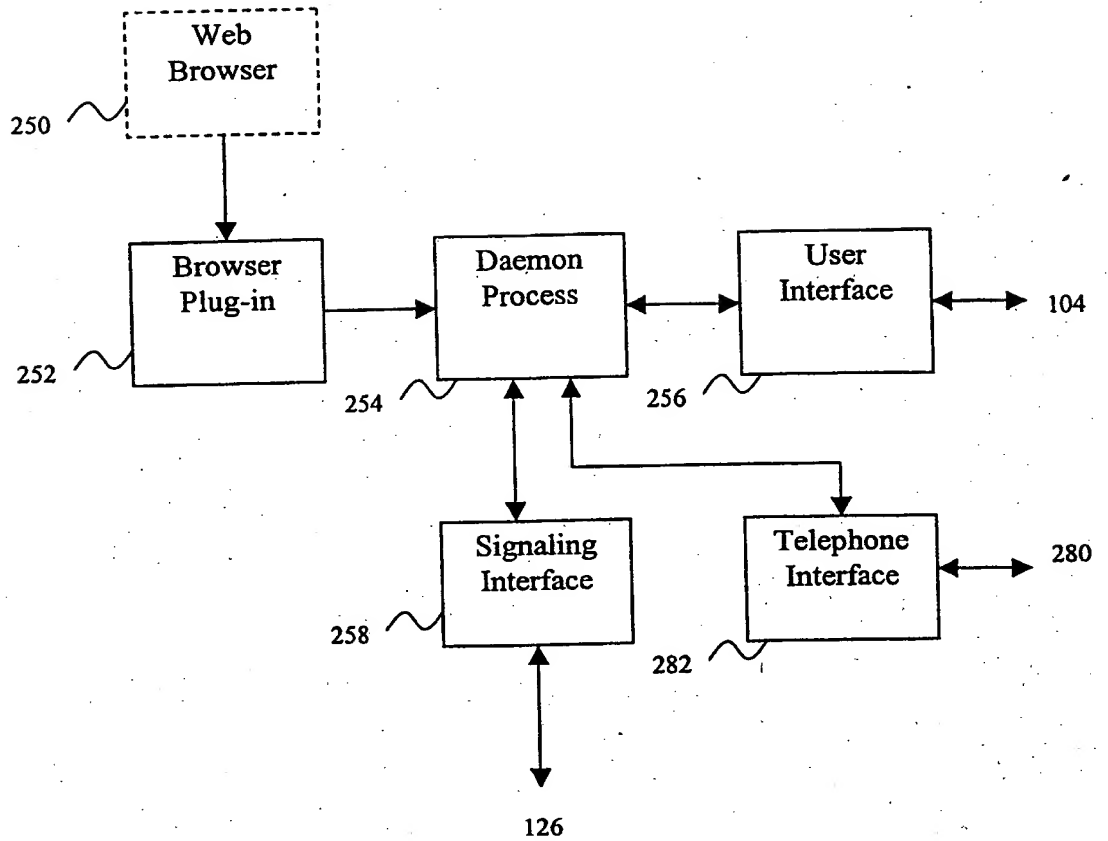 Web
Browser
250
Browser
Plug-in
252
Daemon
Process
254
User
Interface
256
104
Signaling
Interface
258
Telephone
Interface
282
280
126